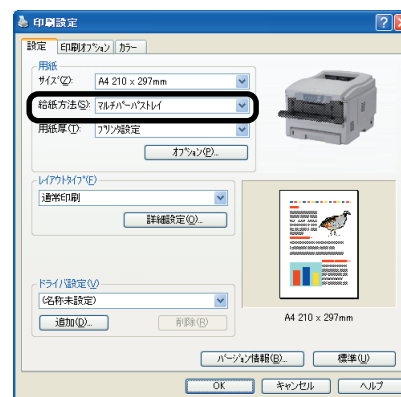 印刷設定
設定 印刷オプション カラー
用紙
サイズ(Z): A4 210 x 297mm
給紙方法(S): マルチパーパストレイ
用紙厚(T): プリンタ設定
オプション(P)...
レイアウトタイプ(F)
通常印刷
詳細設定(O)...
ドライバ設定(V)
(名称未設定)
追加(D)... 削除(R)
A4 210 x 297mm
バージョン情報(B)... 標準(U)
OK キャンセル ヘルプ